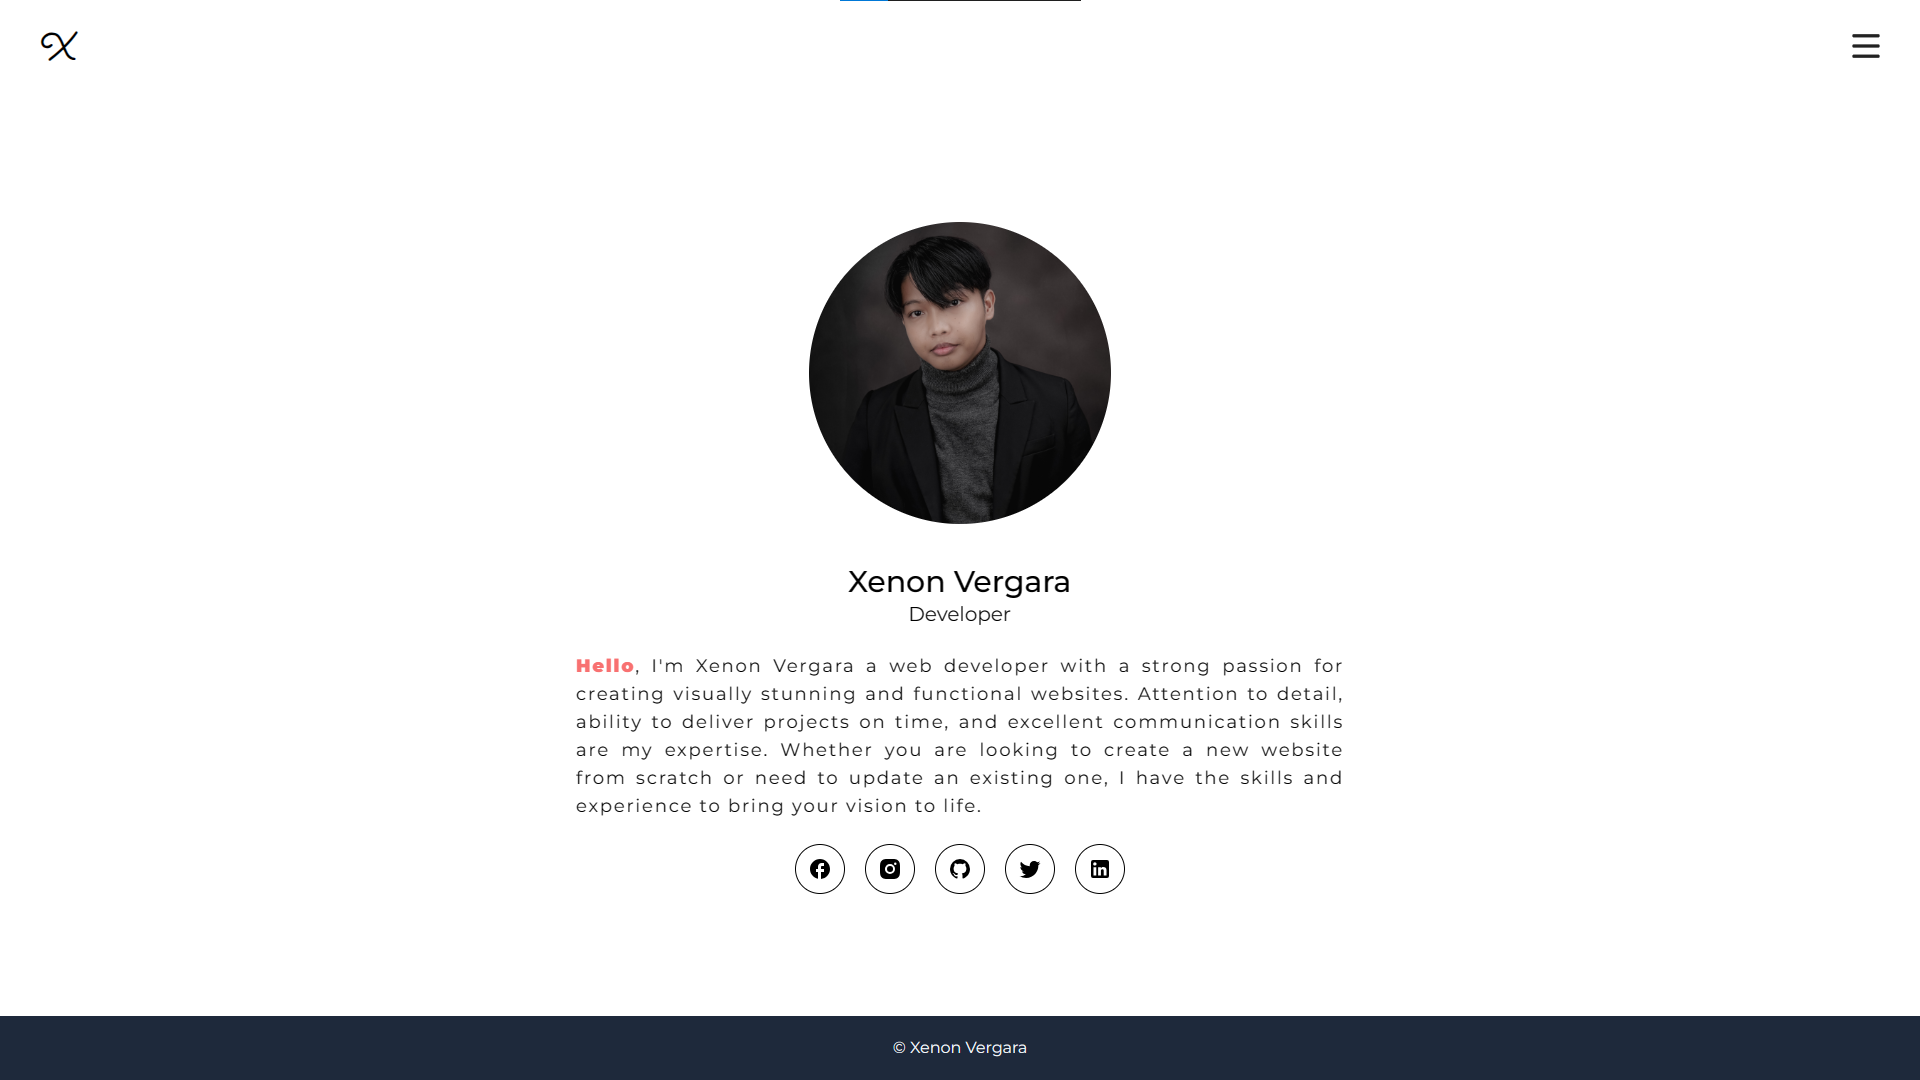 X
Xenon Vergara
Developer
Hello, I'm Xenon Vergara a web developer with a strong passion for
creating visually stunning and functional websites. Attention to detail,
ability to deliver projects on time, and excellent communication skills
are my expertise. Whether you are looking to create a new website
from scratch or need to update an existing one, I have the skills and
experience to bring your vision to life.
© Xenon Vergara